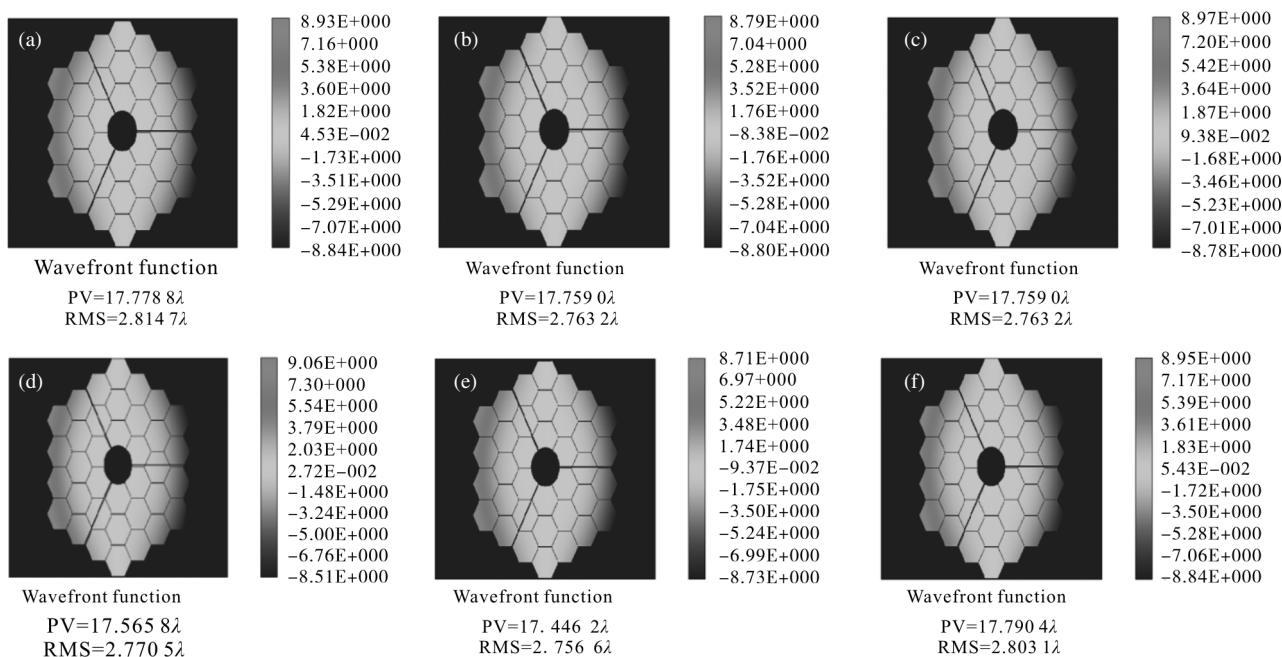 (a)
8.93E+000
7.16+000
5.38E+000
3.60E+000
1.82E+000
4.53E-002
-1.73E+000
-3.51E+000
-5.29E+000
-7.07E+000
-8.84E+000
Wavefront function
PV=17.778 8λ
RMS=2.814 7λ
(b)
8.79E+000
7.04+000
5.28E+000
3.52E+000
1.76E+000
-8.38E-002
-1.76E+000
-3.52E+000
-5.28E+000
-7.04E+000
-8.80E+000
Wavefront function
PV=17.759 0λ
RMS=2.763 2λ
(c)
8.97E+000
7.20E+000
5.42E+000
3.64E+000
1.87E+000
9.38E-002
-1.68E+000
-3.46E+000
-5.23E+000
-7.01E+000
-8.78E+000
Wavefront function
PV=17.759 0λ
RMS=2.763 2λ
(d)
9.06E+000
7.30+000
5.54E+000
3.79E+000
2.03E+000
2.72E-002
-1.48E+000
-3.24E+000
-5.00E+000
-6.76E+000
-8.51E+000
Wavefront function
PV=17.565 8λ
RMS=2.770 5λ
(e)
8.71E+000
6.97+000
5.22E+000
3.48E+000
1.74E+000
-9.37E-002
-1.75E+000
-3.50E+000
-5.24E+000
-6.99E+000
-8.73E+000
Wavefront function
PV=17. 446 2λ
RMS=2. 756 6λ
(f)
8.95E+000
7.17E+000
5.39E+000
3.61E+000
1.83E+000
5.43E-002
-1.72E+000
-3.50E+000
-5.28E+000
-7.06E+000
-8.84E+000
Wavefront function
PV=17.790 4λ
RMS=2.803 1λ